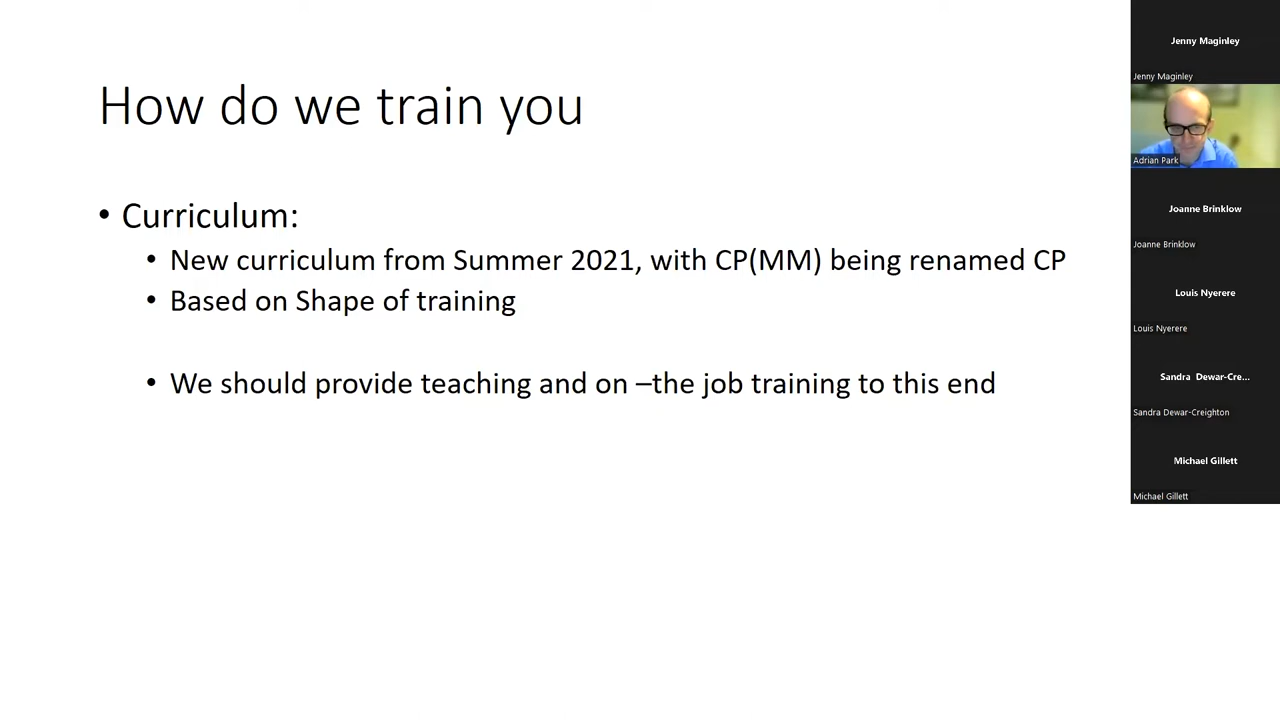 How do we train you
• Curriculum:
• New curriculum from Summer 2021, with CP(MM) being renamed CP
• Based on Shape of training
• We should provide teaching and on –the job training to this end
Jenny Maginley
Jenny Maginley
Adrian Park
Joanne Brinklow
Joanne Brinklow
Louis Nyerere
Louis Nyerere
Sandra Dewar-Cre...
Sandra Dewar-Creighton
Michael Gillett
Michael Gillett